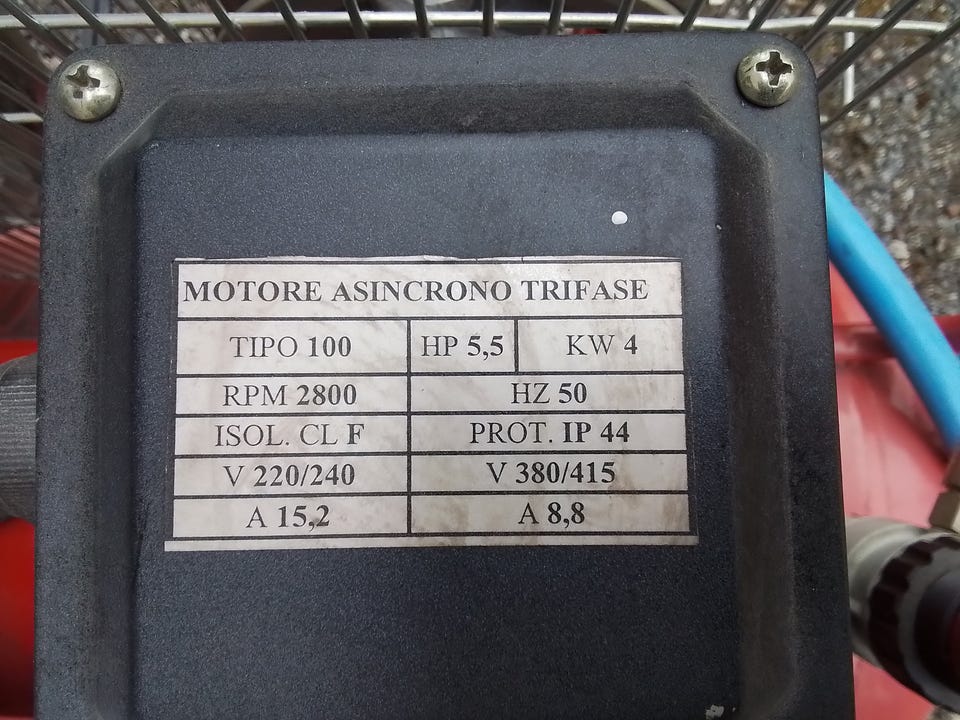 MOTORE ASINCRONO TRIFASE
TIPO 100 HP 5,5 KW 4
RPM 2800 HZ 50
ISOL. CL F PROT. IP 44
V 220/240 V 380/415
A 15,2 A 8,8